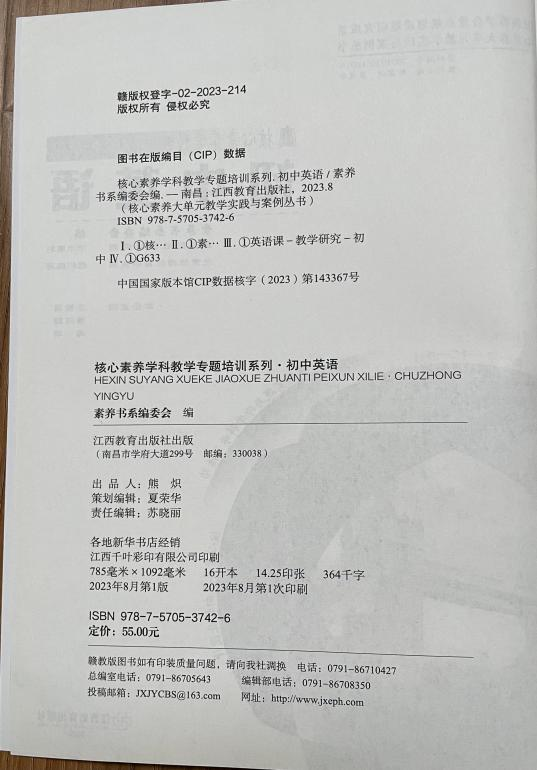 赣版权登字-02-2023-214
版权所有 侵权必究
图书在版编目（CIP）数据
核心素养学科教学专题培训系列.初中英语 / 素养
书系编委会编. — 南昌 : 江西教育出版社, 2023.8
（核心素养大单元教学实践与案例丛书）
ISBN 978-7-5705-3742-6
Ⅰ.①核… Ⅱ.①素… Ⅲ.①英语课－教学研究－初
中 Ⅳ.①G633
中国国家版本馆CIP数据核字（2023）第143367号
核心素养学科教学专题培训系列·初中英语
HEXIN SUYANG XUEKE JIAOXUE ZHUANTI PEIXUN XILIE · CHUZHONG
YINGYU
素养书系编委会 编
江西教育出版社出版
（南昌市学府大道299号 邮编：330038）
出 品 人：熊 炽
策划编辑：夏荣华
责任编辑：苏晓丽
各地新华书店经销
江西千叶彩印有限公司印刷
785毫米×1092毫米 16开本 14.25印张 364千字
2023年8月第1版 2023年8月第1次印刷
ISBN 978-7-5705-3742-6
定价：55.00元
赣教版图书如有印装质量问题，请向我社调换 电话：0791-86710427
总编室电话：0791-86705643 编辑部电话：0791-86708350
投稿邮箱：JXJYCBS@163.com 网址：http://www.jxeph.com